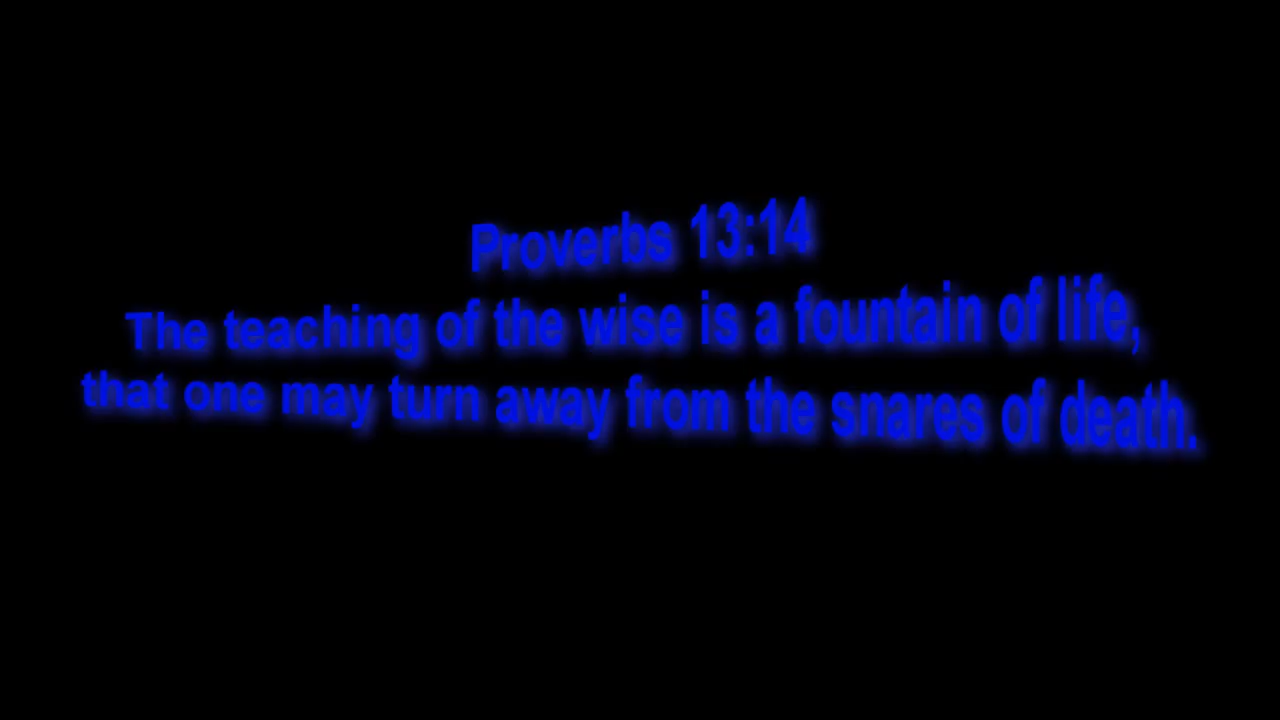 Proverbs 13:14
The teaching of the wise is a fountain of life,
that one may turn away from the snares of death.